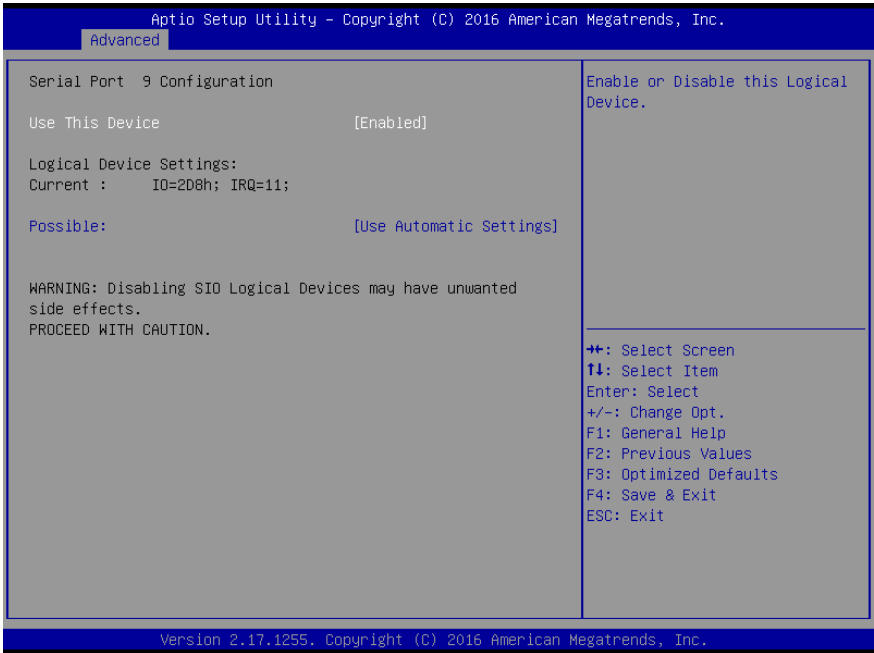 Aptio Setup Utility – Copyright (C) 2016 American Megatrends, Inc.
Advanced
Serial Port  9 Configuration
Use This Device [Enabled]
Logical Device Settings:
Current : IO=2D8h; IRQ=11;
Possible: [Use Automatic Settings]
WARNING: Disabling SIO Logical Devices may have unwanted
side effects.
PROCEED WITH CAUTION.
Enable or Disable this Logical
Device.
→←: Select Screen
↑↓: Select Item
Enter: Select
+/-: Change Opt.
F1: General Help
F2: Previous Values
F3: Optimized Defaults
F4: Save & Exit
ESC: Exit
Version 2.17.1255. Copyright (C) 2016 American Megatrends, Inc.